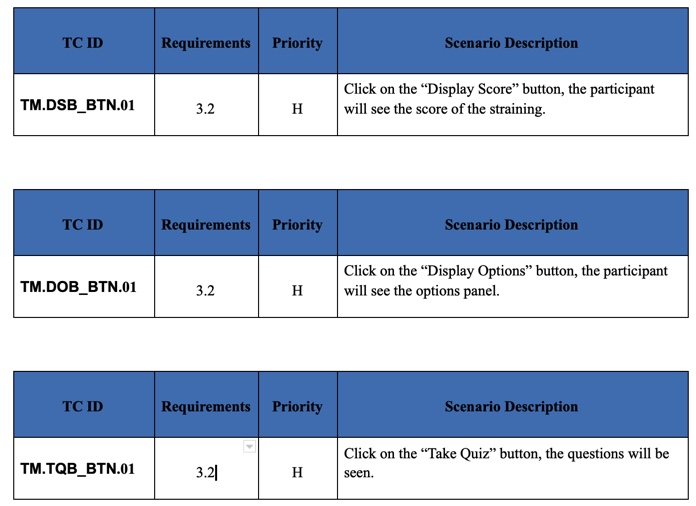 TC ID Requirements Priority Scenario Description
TM.DSB_BTN.01 3.2 H Click on the “Display Score” button, the participant
will see the score of the straining.
TC ID Requirements Priority Scenario Description
TM.DOB_BTN.01 3.2 H Click on the “Display Options” button, the participant
will see the options panel.
TC ID Requirements Priority Scenario Description
TM.TQB_BTN.01 3.2 H Click on the “Take Quiz” button, the questions will be
seen.